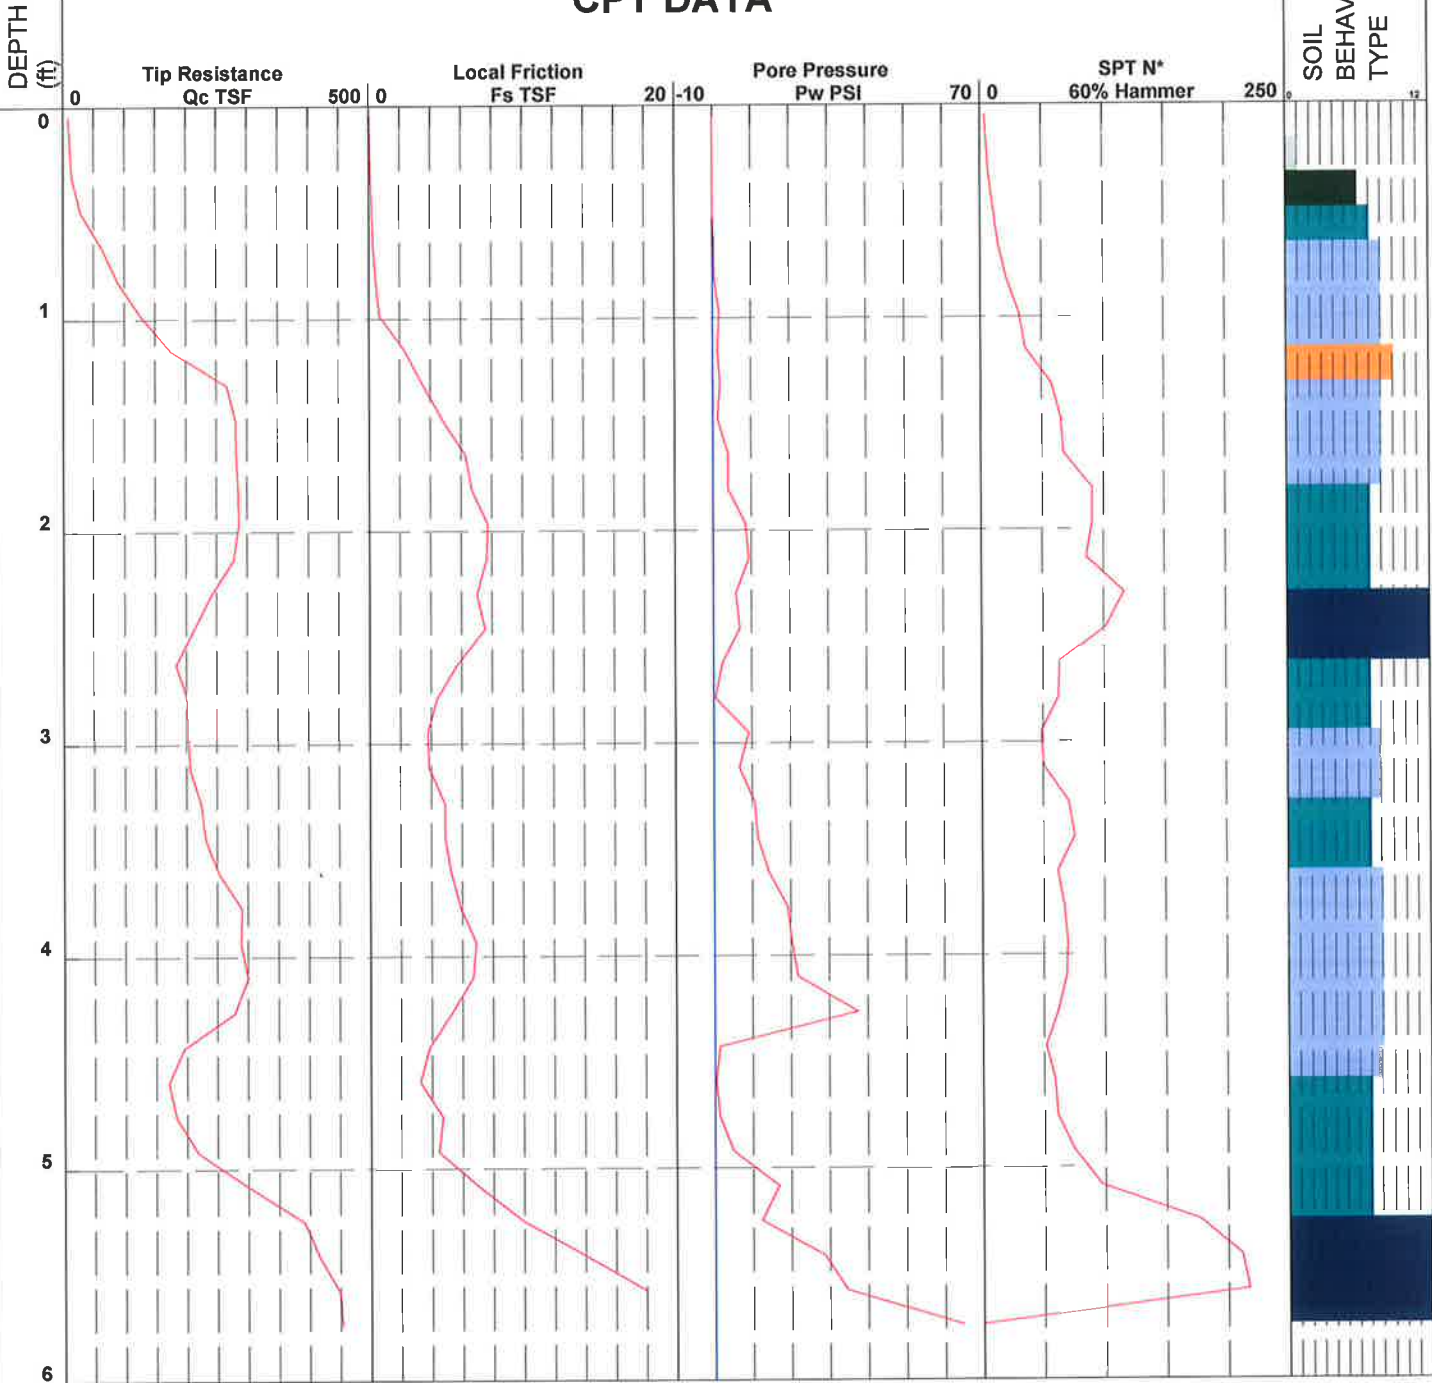 CPT DATA
DEPTH
(ft)
SOIL
BEHAV
TYPE
Tip Resistance
Local Friction
Pore Pressure
SPT N*
0 Qc TSF 500
0 Fs TSF 20
-10 Pw PSI 70
0 60% Hammer 250
0 12
0
1
2
3
4
5
6